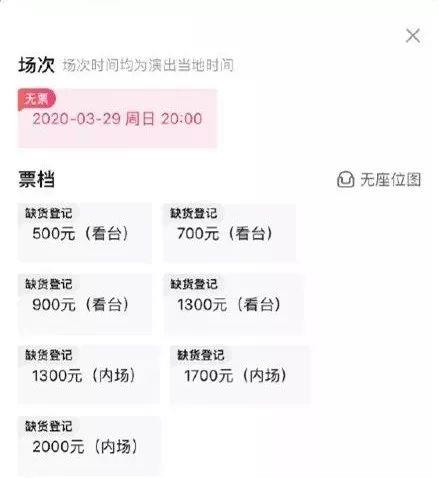 场次 场次时间均为演出当地时间
无票
2020-03-29 周日 20:00
票档 无座位图
缺货登记 缺货登记
500元（看台） 700元（看台）
缺货登记 缺货登记
900元（看台） 1300元（看台）
缺货登记 缺货登记
1300元（内场） 1700元（内场）
缺货登记
2000元（内场）